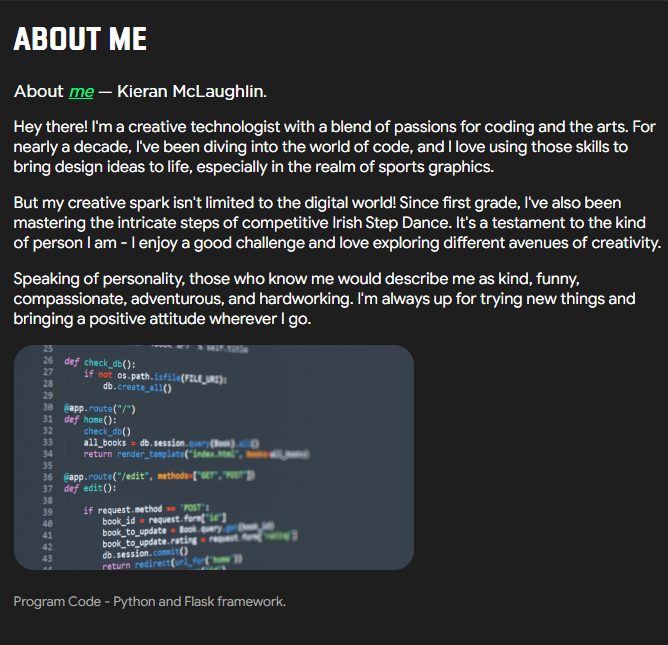 ABOUT ME
About me — Kieran McLaughlin.
Hey there! I'm a creative technologist with a blend of passions for coding and the arts. For
nearly a decade, I've been diving into the world of code, and I love using those skills to
bring design ideas to life, especially in the realm of sports graphics.
But my creative spark isn't limited to the digital world! Since first grade, I've also been
mastering the intricate steps of competitive Irish Step Dance. It's a testament to the kind
of person I am - I enjoy a good challenge and love exploring different avenues of creativity.
Speaking of personality, those who know me would describe me as kind, funny,
compassionate, adventurous, and hardworking. I'm always up for trying new things and
bringing a positive attitude wherever I go.
25 self.title
26 def check_db():
27 if not os.path.isfile(FILE_URI):
28 db.create_all()
29
30 @app.route("/")
31 def home():
32 check_db()
33 all_books = db.session.query(Book).all()
34 return render_template("index.html", books=all_books)
35
36 @app.route("/edit", methods=["GET","POST"])
37 def edit():
38
39 if request.method == 'POST':
40 book_id = request.form["id"]
41 book_to_update = Book.query.get(book_id)
42 book_to_update.rating = request.form["rating"]
43 db.session.commit()
44 return redirect(url_for('home'))
Program Code - Python and Flask framework.